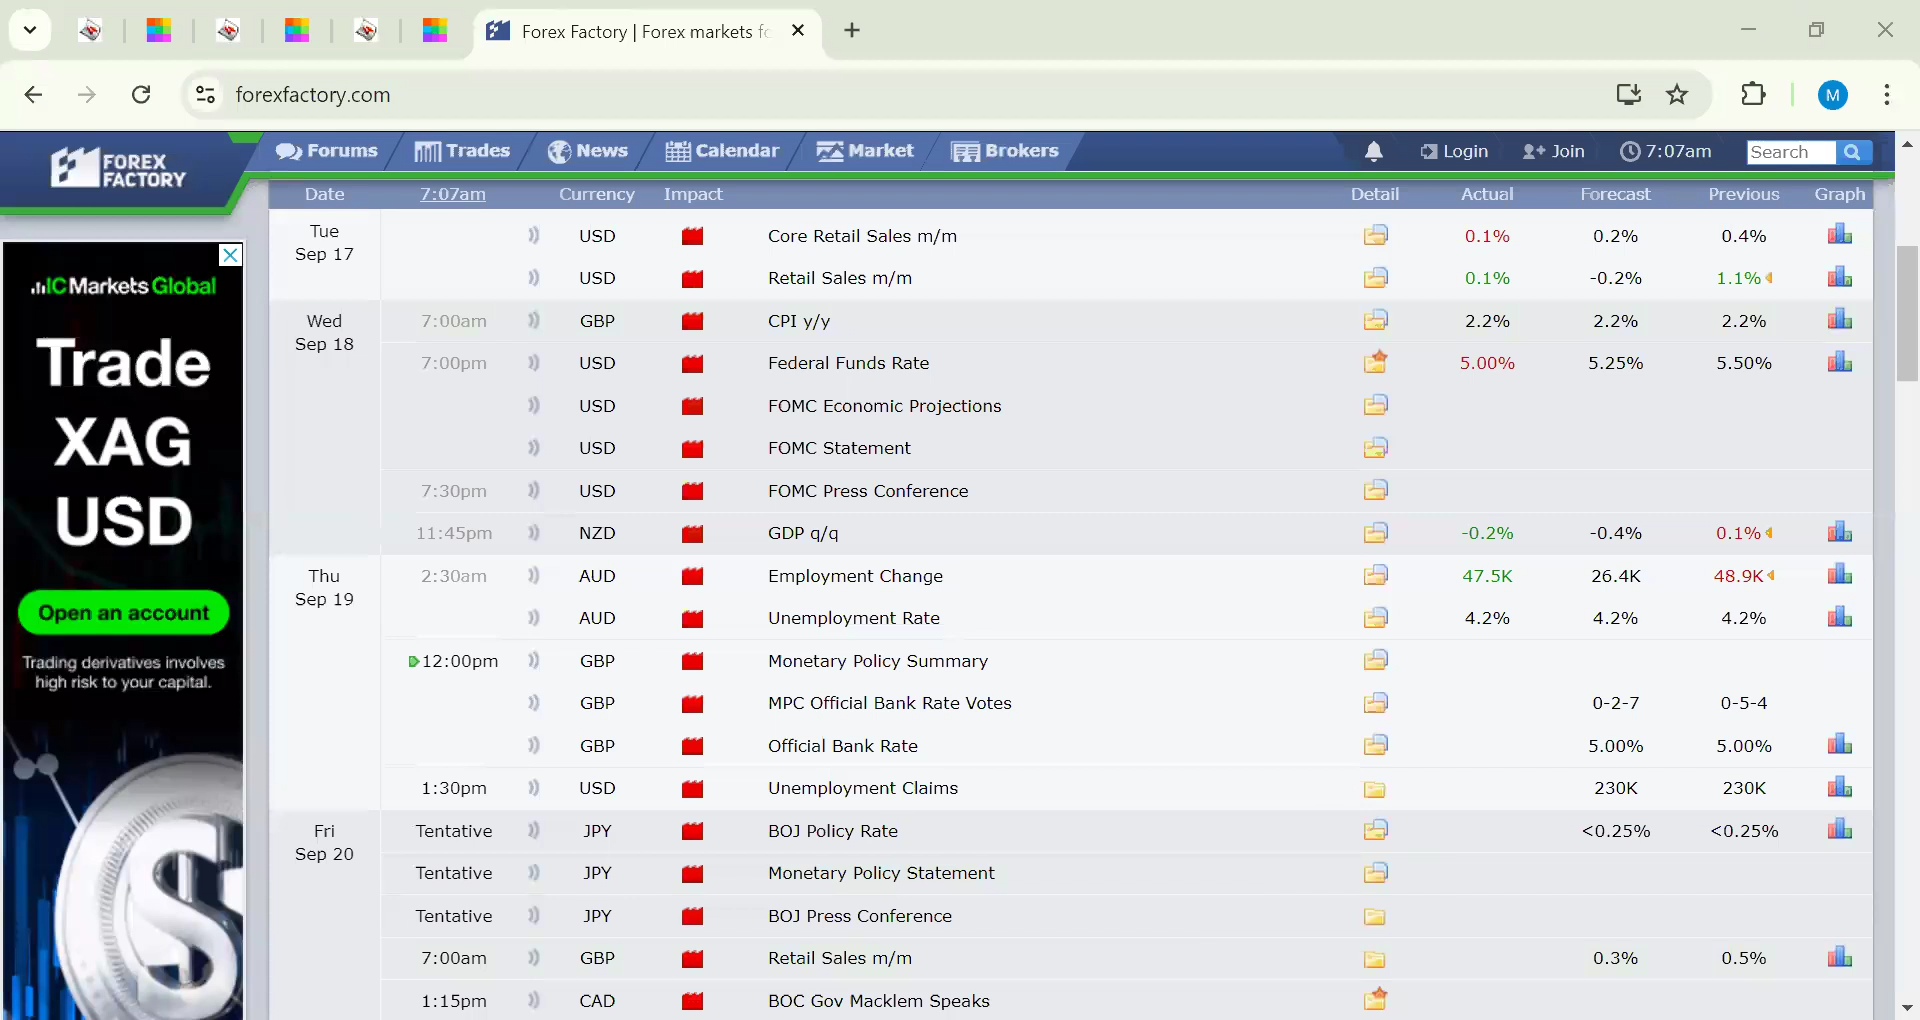 Forex Factory | Forex markets fo
forexfactory.com
M
FOREX
FACTORY
Forums Trades News Calendar Market Brokers Login Join 7:07am Search
Date 7:07am Currency Impact Detail Actual Forecast Previous Graph
Tue
Sep 17
USD Core Retail Sales m/m 0.1% 0.2% 0.4%
USD Retail Sales m/m 0.1% -0.2% 1.1%
Wed
Sep 18
7:00am GBP CPI y/y 2.2% 2.2% 2.2%
7:00pm USD Federal Funds Rate 5.00% 5.25% 5.50%
USD FOMC Economic Projections
USD FOMC Statement
7:30pm USD FOMC Press Conference
11:45pm NZD GDP q/q -0.2% -0.4% 0.1%
Thu
Sep 19
2:30am AUD Employment Change 47.5K 26.4K 48.9K
AUD Unemployment Rate 4.2% 4.2% 4.2%
12:00pm GBP Monetary Policy Summary
GBP MPC Official Bank Rate Votes 0-2-7 0-5-4
GBP Official Bank Rate 5.00% 5.00%
1:30pm USD Unemployment Claims 230K 230K
Fri
Sep 20
Tentative JPY BOJ Policy Rate <0.25% <0.25%
Tentative JPY Monetary Policy Statement
Tentative JPY BOJ Press Conference
7:00am GBP Retail Sales m/m 0.3% 0.5%
1:15pm CAD BOC Gov Macklem Speaks
IC Markets Global
Trade
XAG
USD
Open an account
Trading derivatives involves
high risk to your capital.